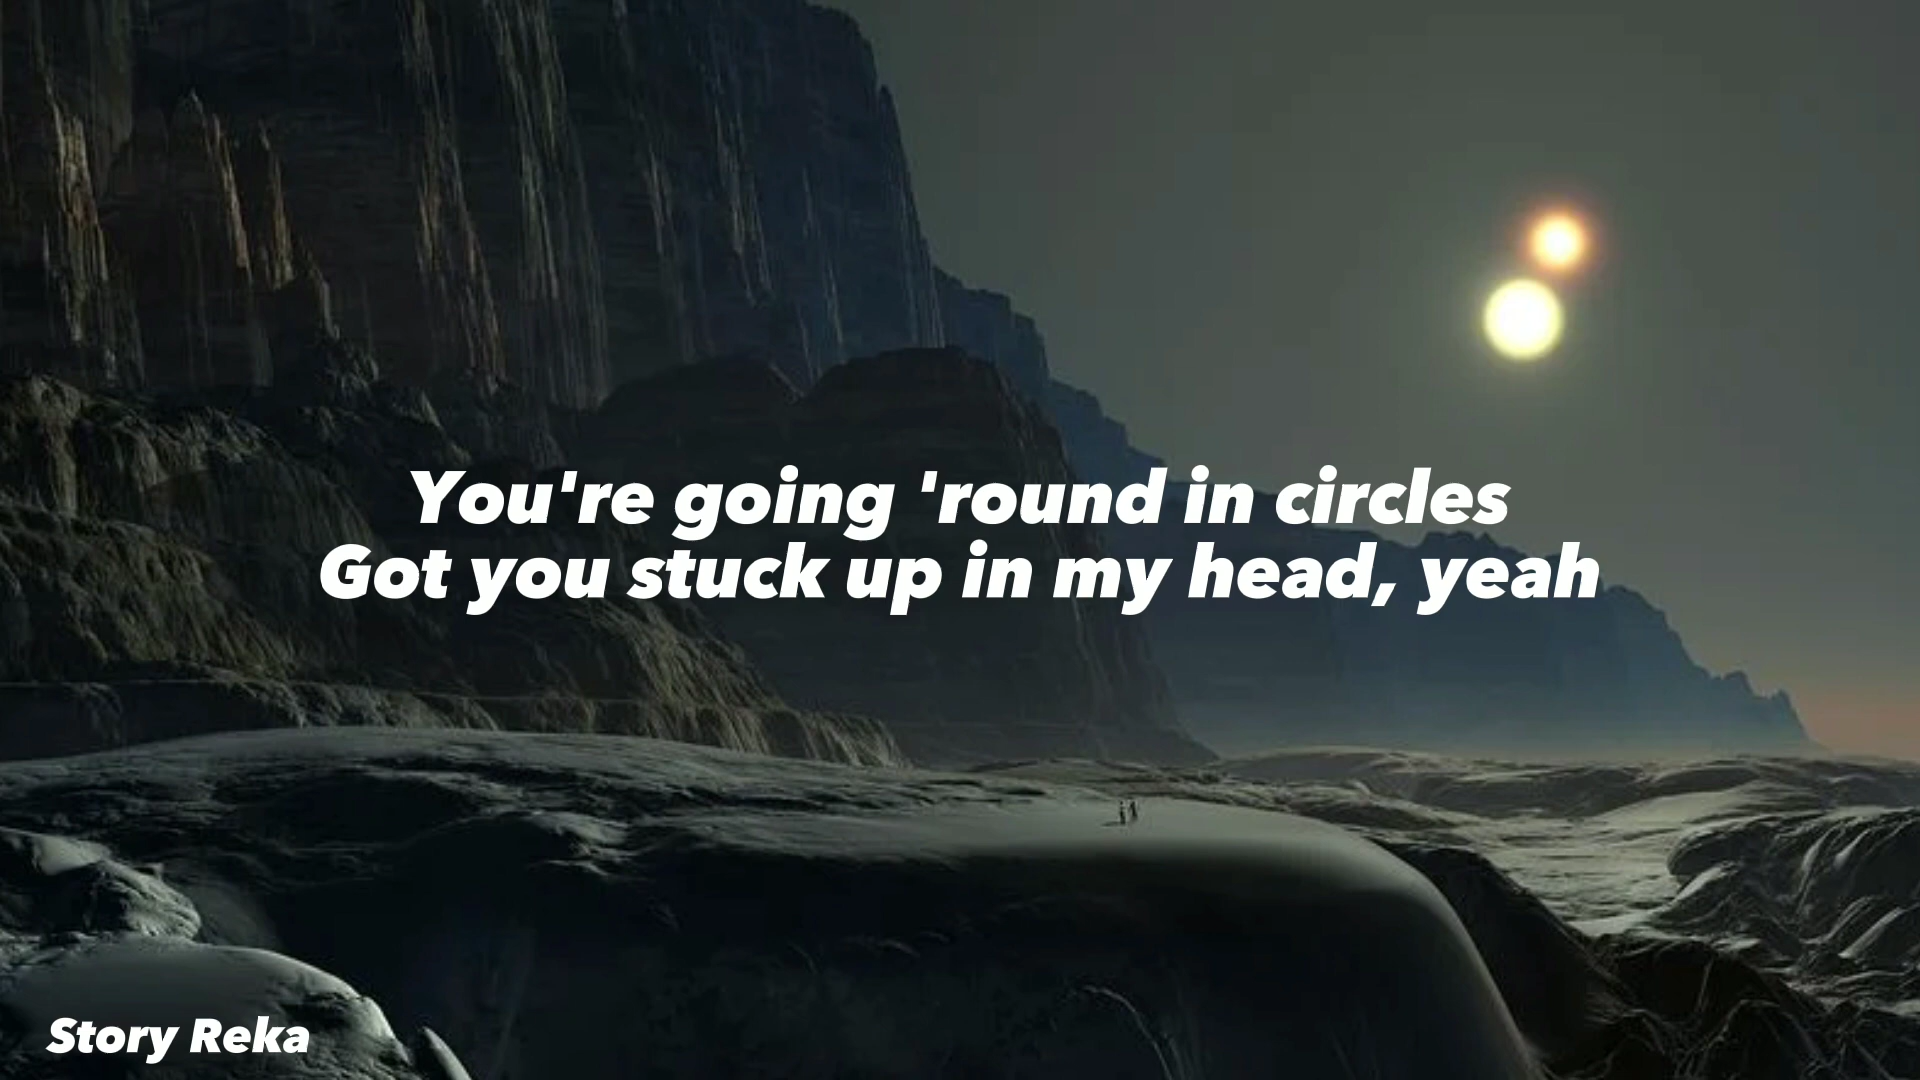 You're going 'round in circles
Got you stuck up in my head, yeah
Story Reka